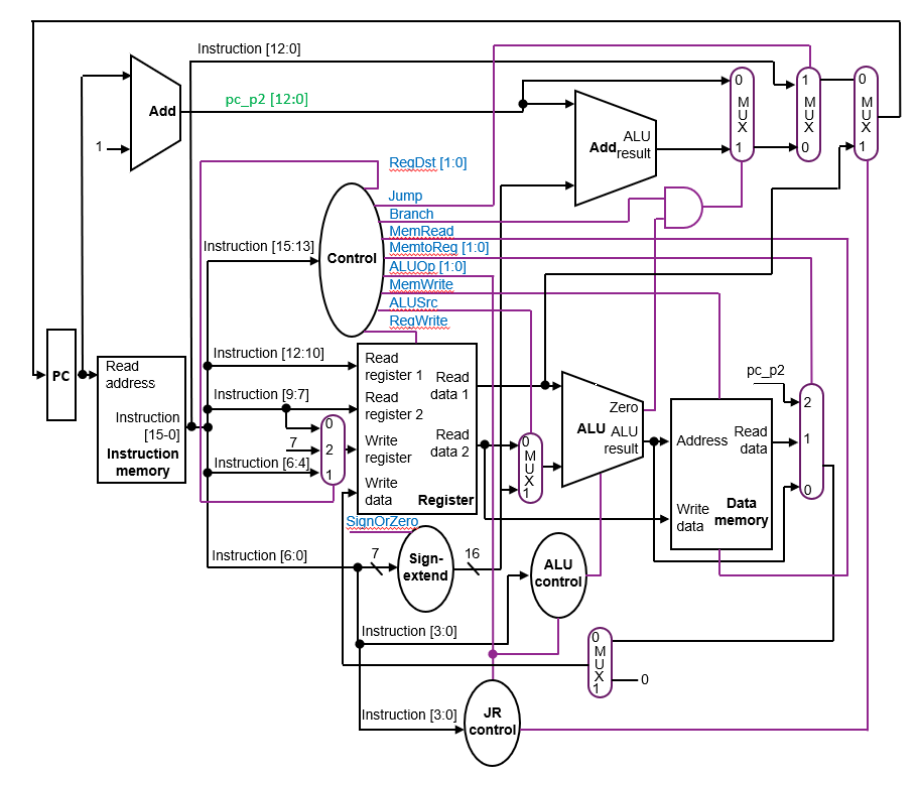 Instruction [12:0]
0
M
U
X
1
1
0
0
M
U
X
1
Add
pc_p2 [12:0]
1
Add
ALU
result
RegDst [1:0]
Jump
Branch
MemRead
MemtoReg [1:0]
ALUOp [1:0]
MemWrite
ALUSrc
RegWrite
Instruction [15:13]
Control
PC
Read
address
Instruction
[15-0]
Instruction
memory
Instruction [12:10]
Instruction [9:7]
0
7
2
Instruction [6:4]
1
Read
register 1
Read
data 1
Read
register 2
Write
register
Read
data 2
Write
data
Register
0
M
U
X
1
Zero
ALU
ALU
result
pc_p2
2
1
0
Address
Read
data
Write
data
Data
memory
SignOrZero
Instruction [6:0]
7
Sign-
extend
16
ALU
control
Instruction [3:0]
0
M
U
X
1
0
Instruction [3:0]
JR
control